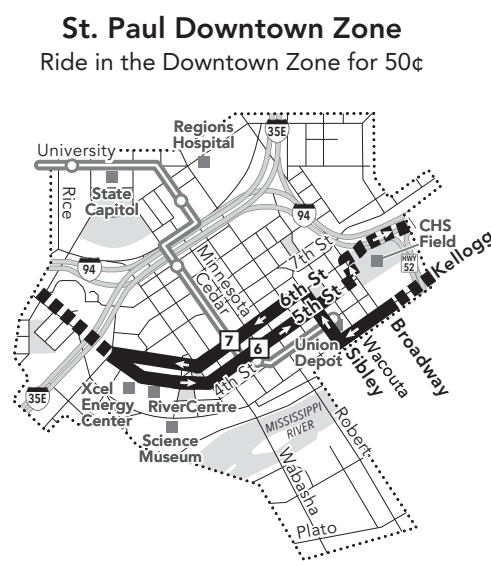 St. Paul Downtown Zone
Ride in the Downtown Zone for 50¢
35E
Regions
Hospital
University
Rice
State
Capitol
94
CHS
Field
HWY
52
Kellogg
94
Minnesota
Cedar
7th St
6th St
5th St
7
6
Union
Depot
Sibley
Wacouta
Broadway
4th St
Xcel
Energy
Center
RiverCentre
35E
Science
Museum
MISSISSIPPI
RIVER
Robert
Wabasha
Plato